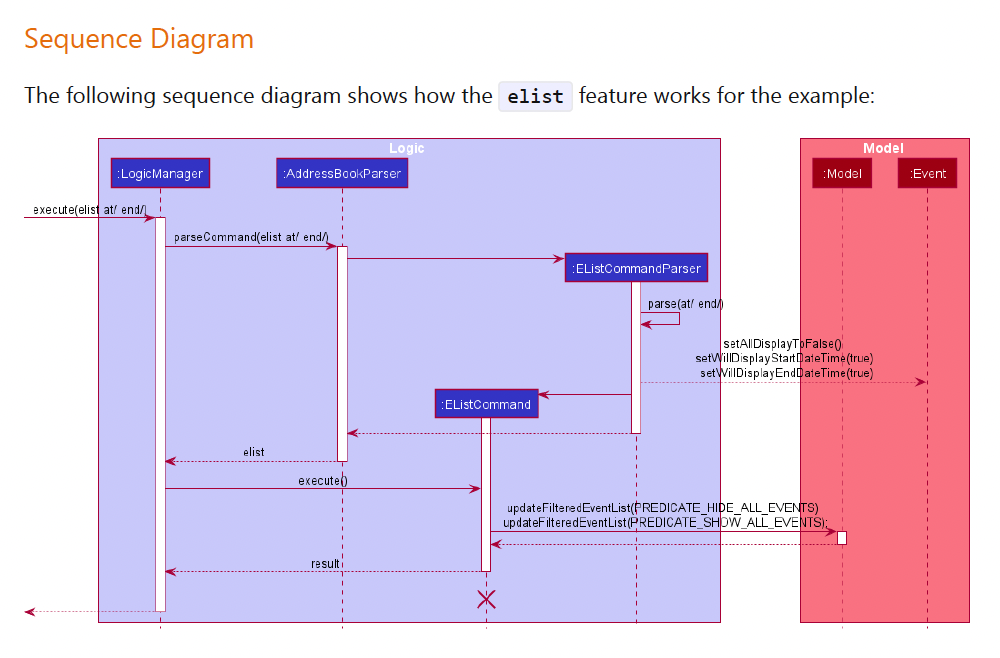 Sequence Diagram
The following sequence diagram shows how the elist feature works for the example:
Logic
Model
:LogicManager
:AddressBookParser
:Model
:Event
execute(elist at/ end/)
parseCommand(elist at/ end/)
:EListCommandParser
parse(at/ end/)
setAllDisplayToFalse()
setWillDisplayStartDateTime(true)
setWillDisplayEndDateTime(true)
:EListCommand
elist
execute()
updateFilteredEventList(PREDICATE_HIDE_ALL_EVENTS)
updateFilteredEventList(PREDICATE_SHOW_ALL_EVENTS);
result